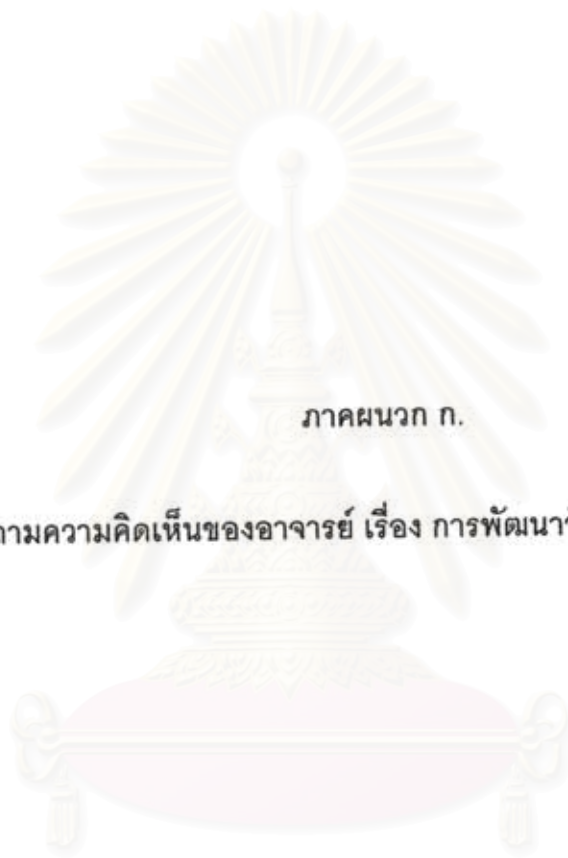 ภาคผนวก ก.
ถามความคิดเห็นของอาจารย์ เรื่อง การพัฒนา